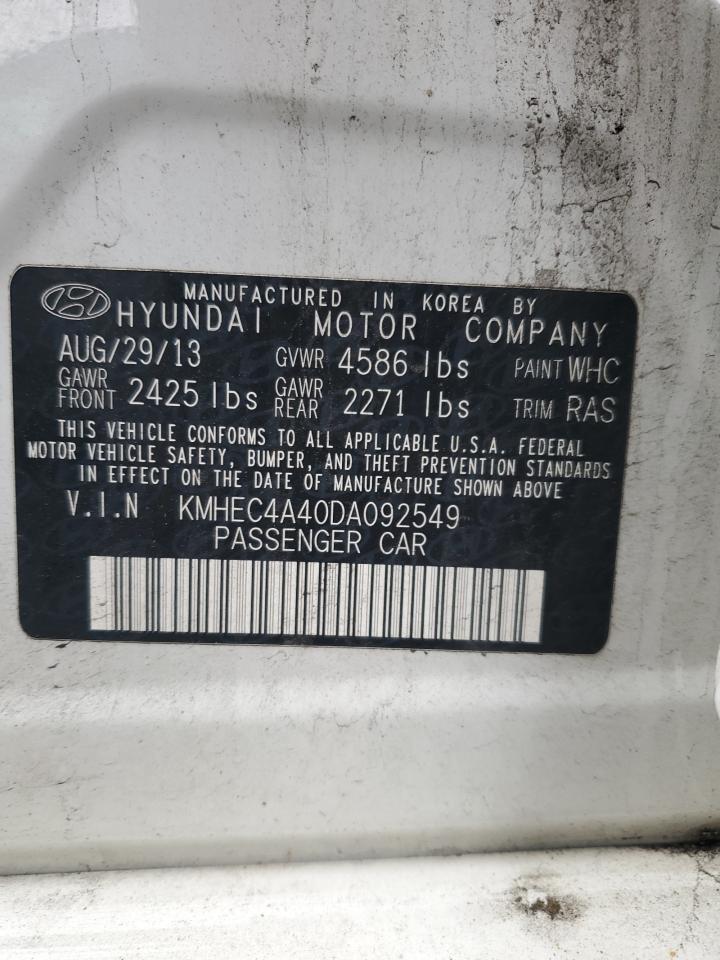 MANUFACTURED IN KOREA BY
HYUNDAI MOTOR COMPANY
AUG/29/13 GVWR 4586 lbs PAINT WHC
GAWR FRONT 2425 lbs GAWR REAR 2271 lbs TRIM RAS
THIS VEHICLE CONFORMS TO ALL APPLICABLE U.S.A. FEDERAL
MOTOR VEHICLE SAFETY, BUMPER, AND THEFT PREVENTION STANDARDS
IN EFFECT ON THE DATE OF MANUFACTURE SHOWN ABOVE
V.I.N KMHEC4A40DA092549
PASSENGER CAR